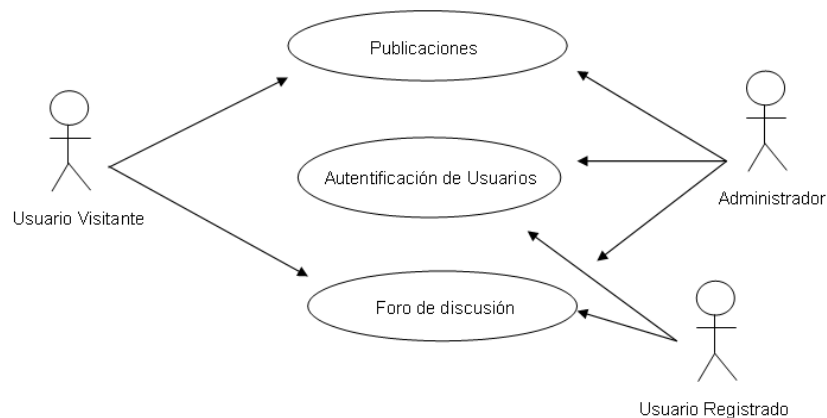 Publicaciones
Autentificación de Usuarios
Usuario Visitante
Administrador
Foro de discusión
Usuario Registrado